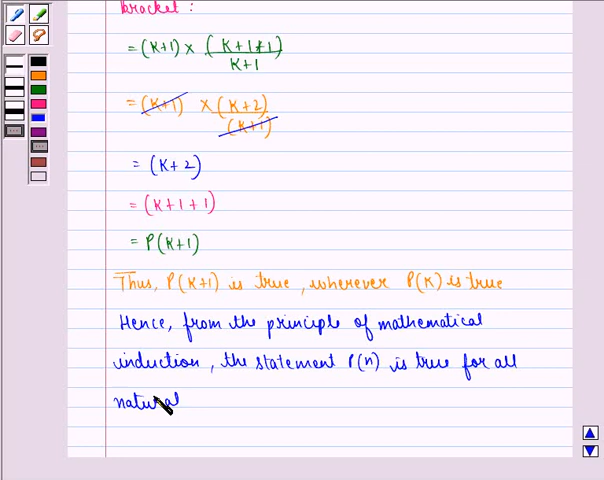 bracket :
= (K+1) × (K+1+1)
K+1
= (K+1) × (K+2)
(K+1)
= (K+2)
= (K+1+1)
= P(K+1)
Thus, P(K+1) is true, wherever P(K) is true
Hence, from the principle of mathematical
induction, the statement P(n) is true for all
natural